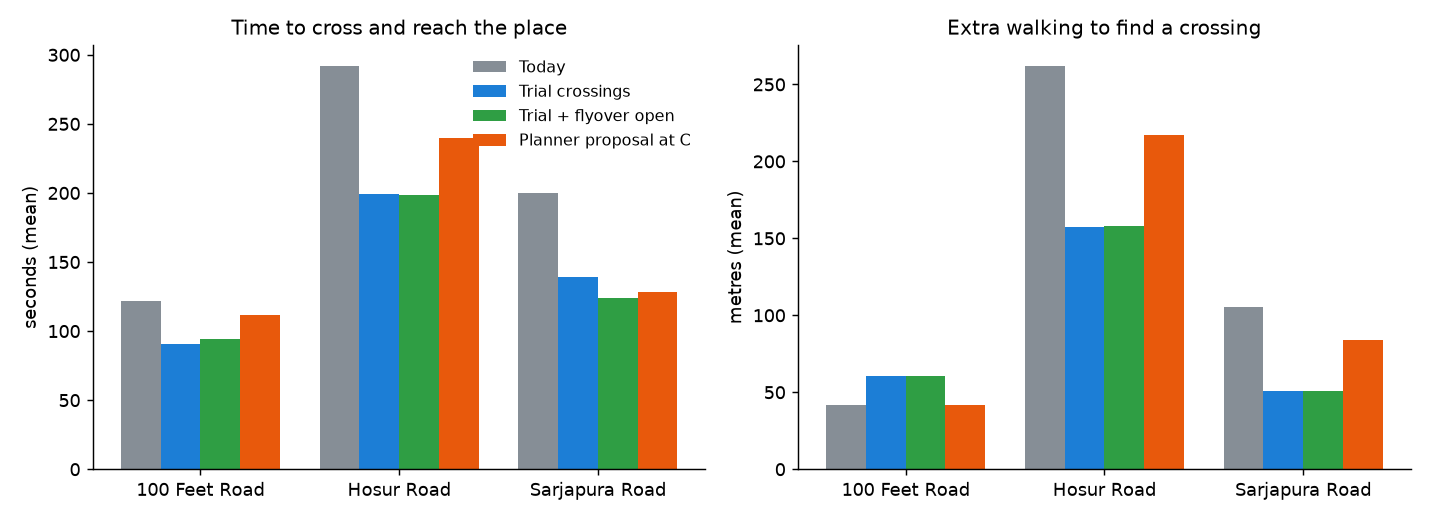 Time to cross and reach the place
seconds (mean)
300
250
200
150
100
50
0
Today
Trial crossings
Trial + flyover open
Planner proposal at C
100 Feet Road
Hosur Road
Sarjapura Road
Extra walking to find a crossing
metres (mean)
250
200
150
100
50
0
100 Feet Road
Hosur Road
Sarjapura Road